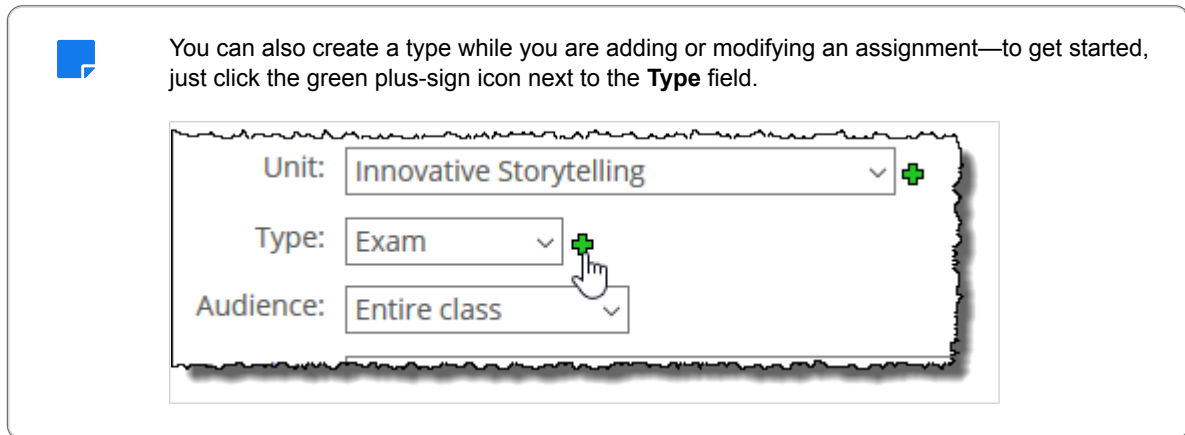 You can also create a type while you are adding or modifying an assignment—to get started,
just click the green plus-sign icon next to the Type field.
Unit: Innovative Storytelling
Type: Exam
Audience: Entire class